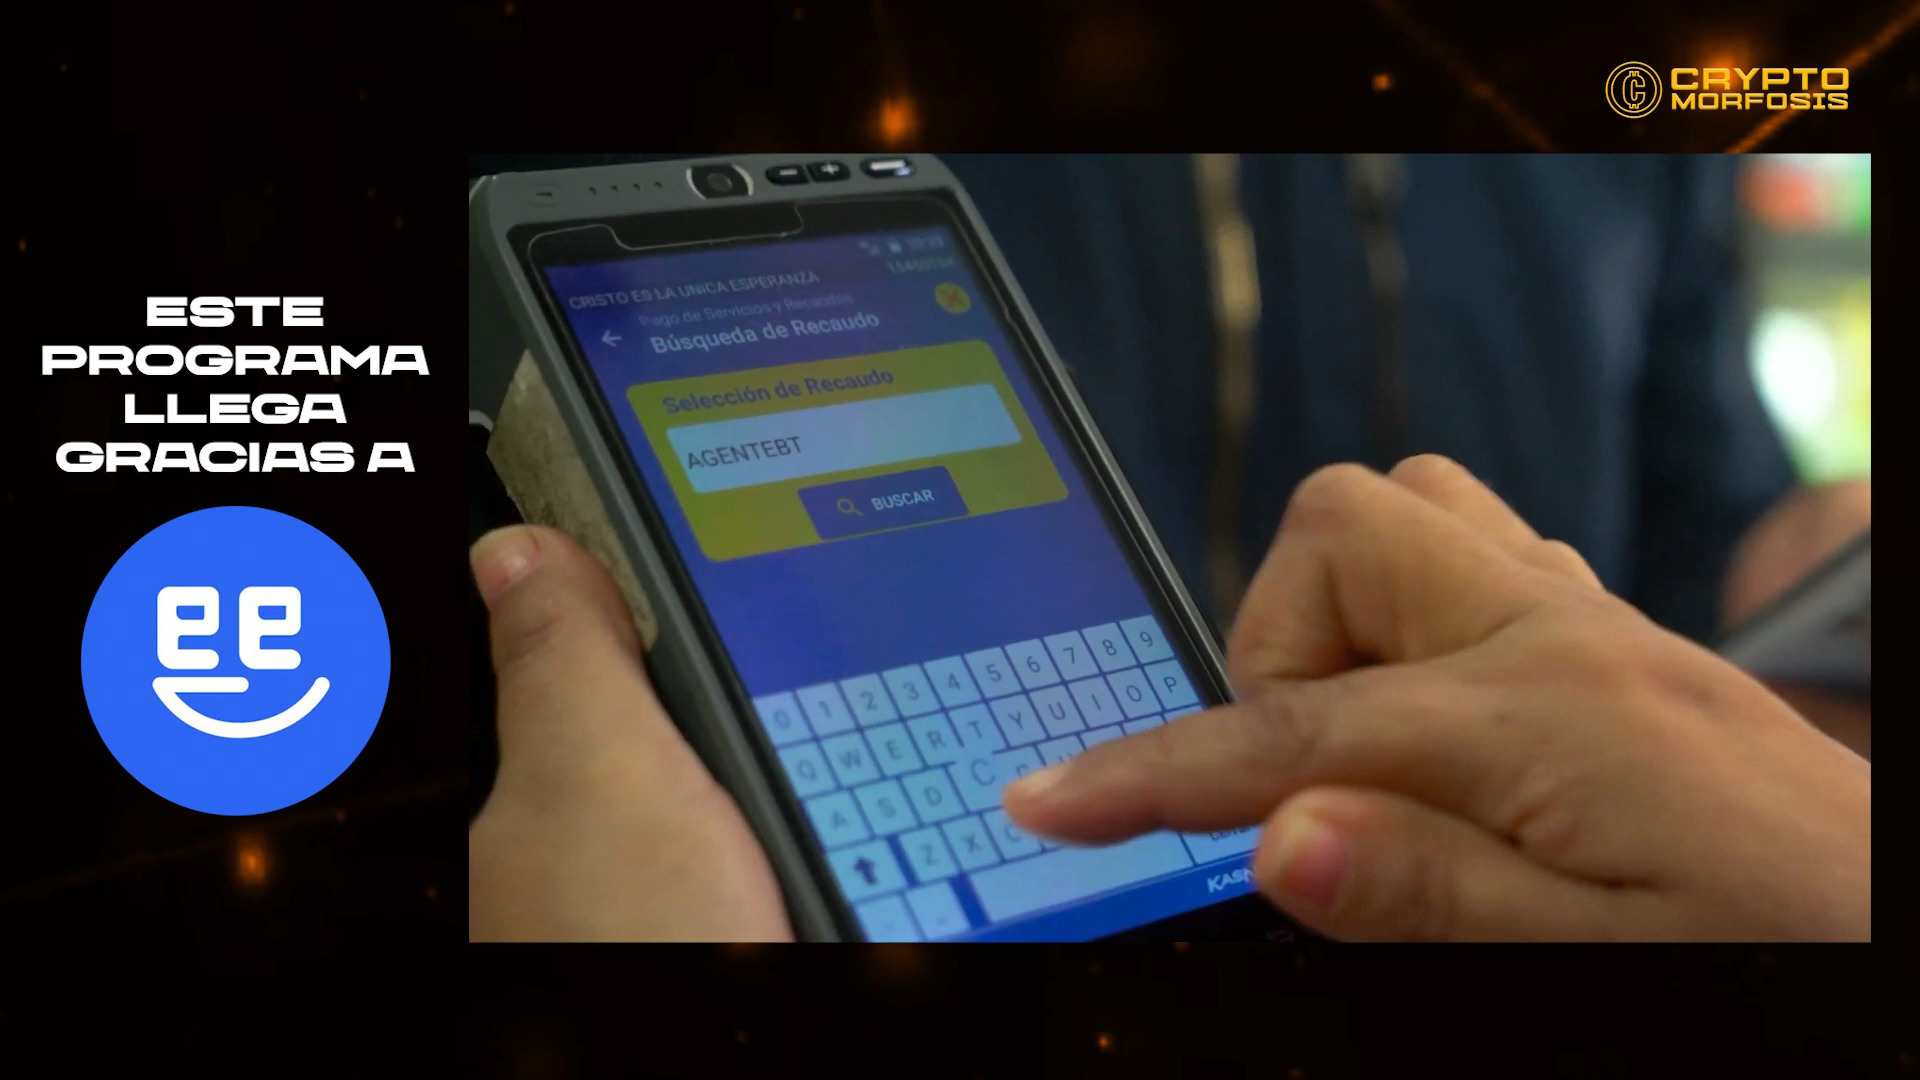 CRYPTO
MORFOSIS
ESTE
PROGRAMA
LLEGA
GRACIAS A
CRISTO ES LA UNICA ESPERANZA
Pago de Servicios y Recaudos
Búsqueda de Recaudo
Selección de Recaudo
AGENTEBT
BUSCAR
0 1 2 3 4 5 6 7 8 9
Q W E R T Y U I O P
A S D C G
Z X C